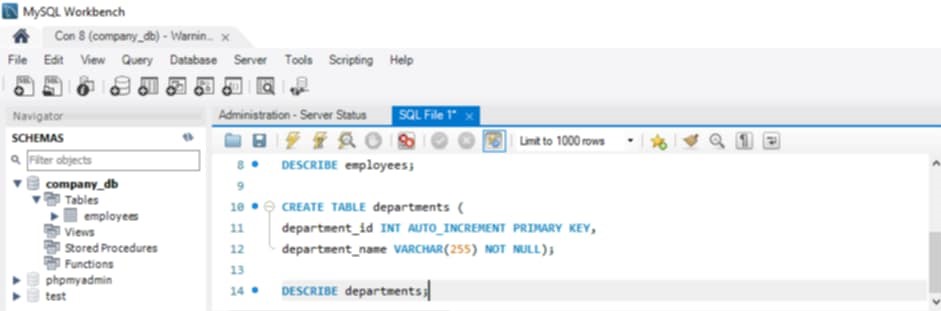 MySQL Workbench
Con 8 (company_db) - Warnin... ×
File Edit View Query Database Server Tools Scripting Help
Navigator
SCHEMAS
Filter objects
company_db
Tables
employees
Views
Stored Procedures
Functions
phpmyadmin
test
Administration - Server Status SQL File 1* ×
Limit to 1000 rows
8 DESCRIBE employees;
9
10 CREATE TABLE departments (
11 department_id INT AUTO_INCREMENT PRIMARY KEY,
12 department_name VARCHAR(255) NOT NULL);
13
14 DESCRIBE departments;